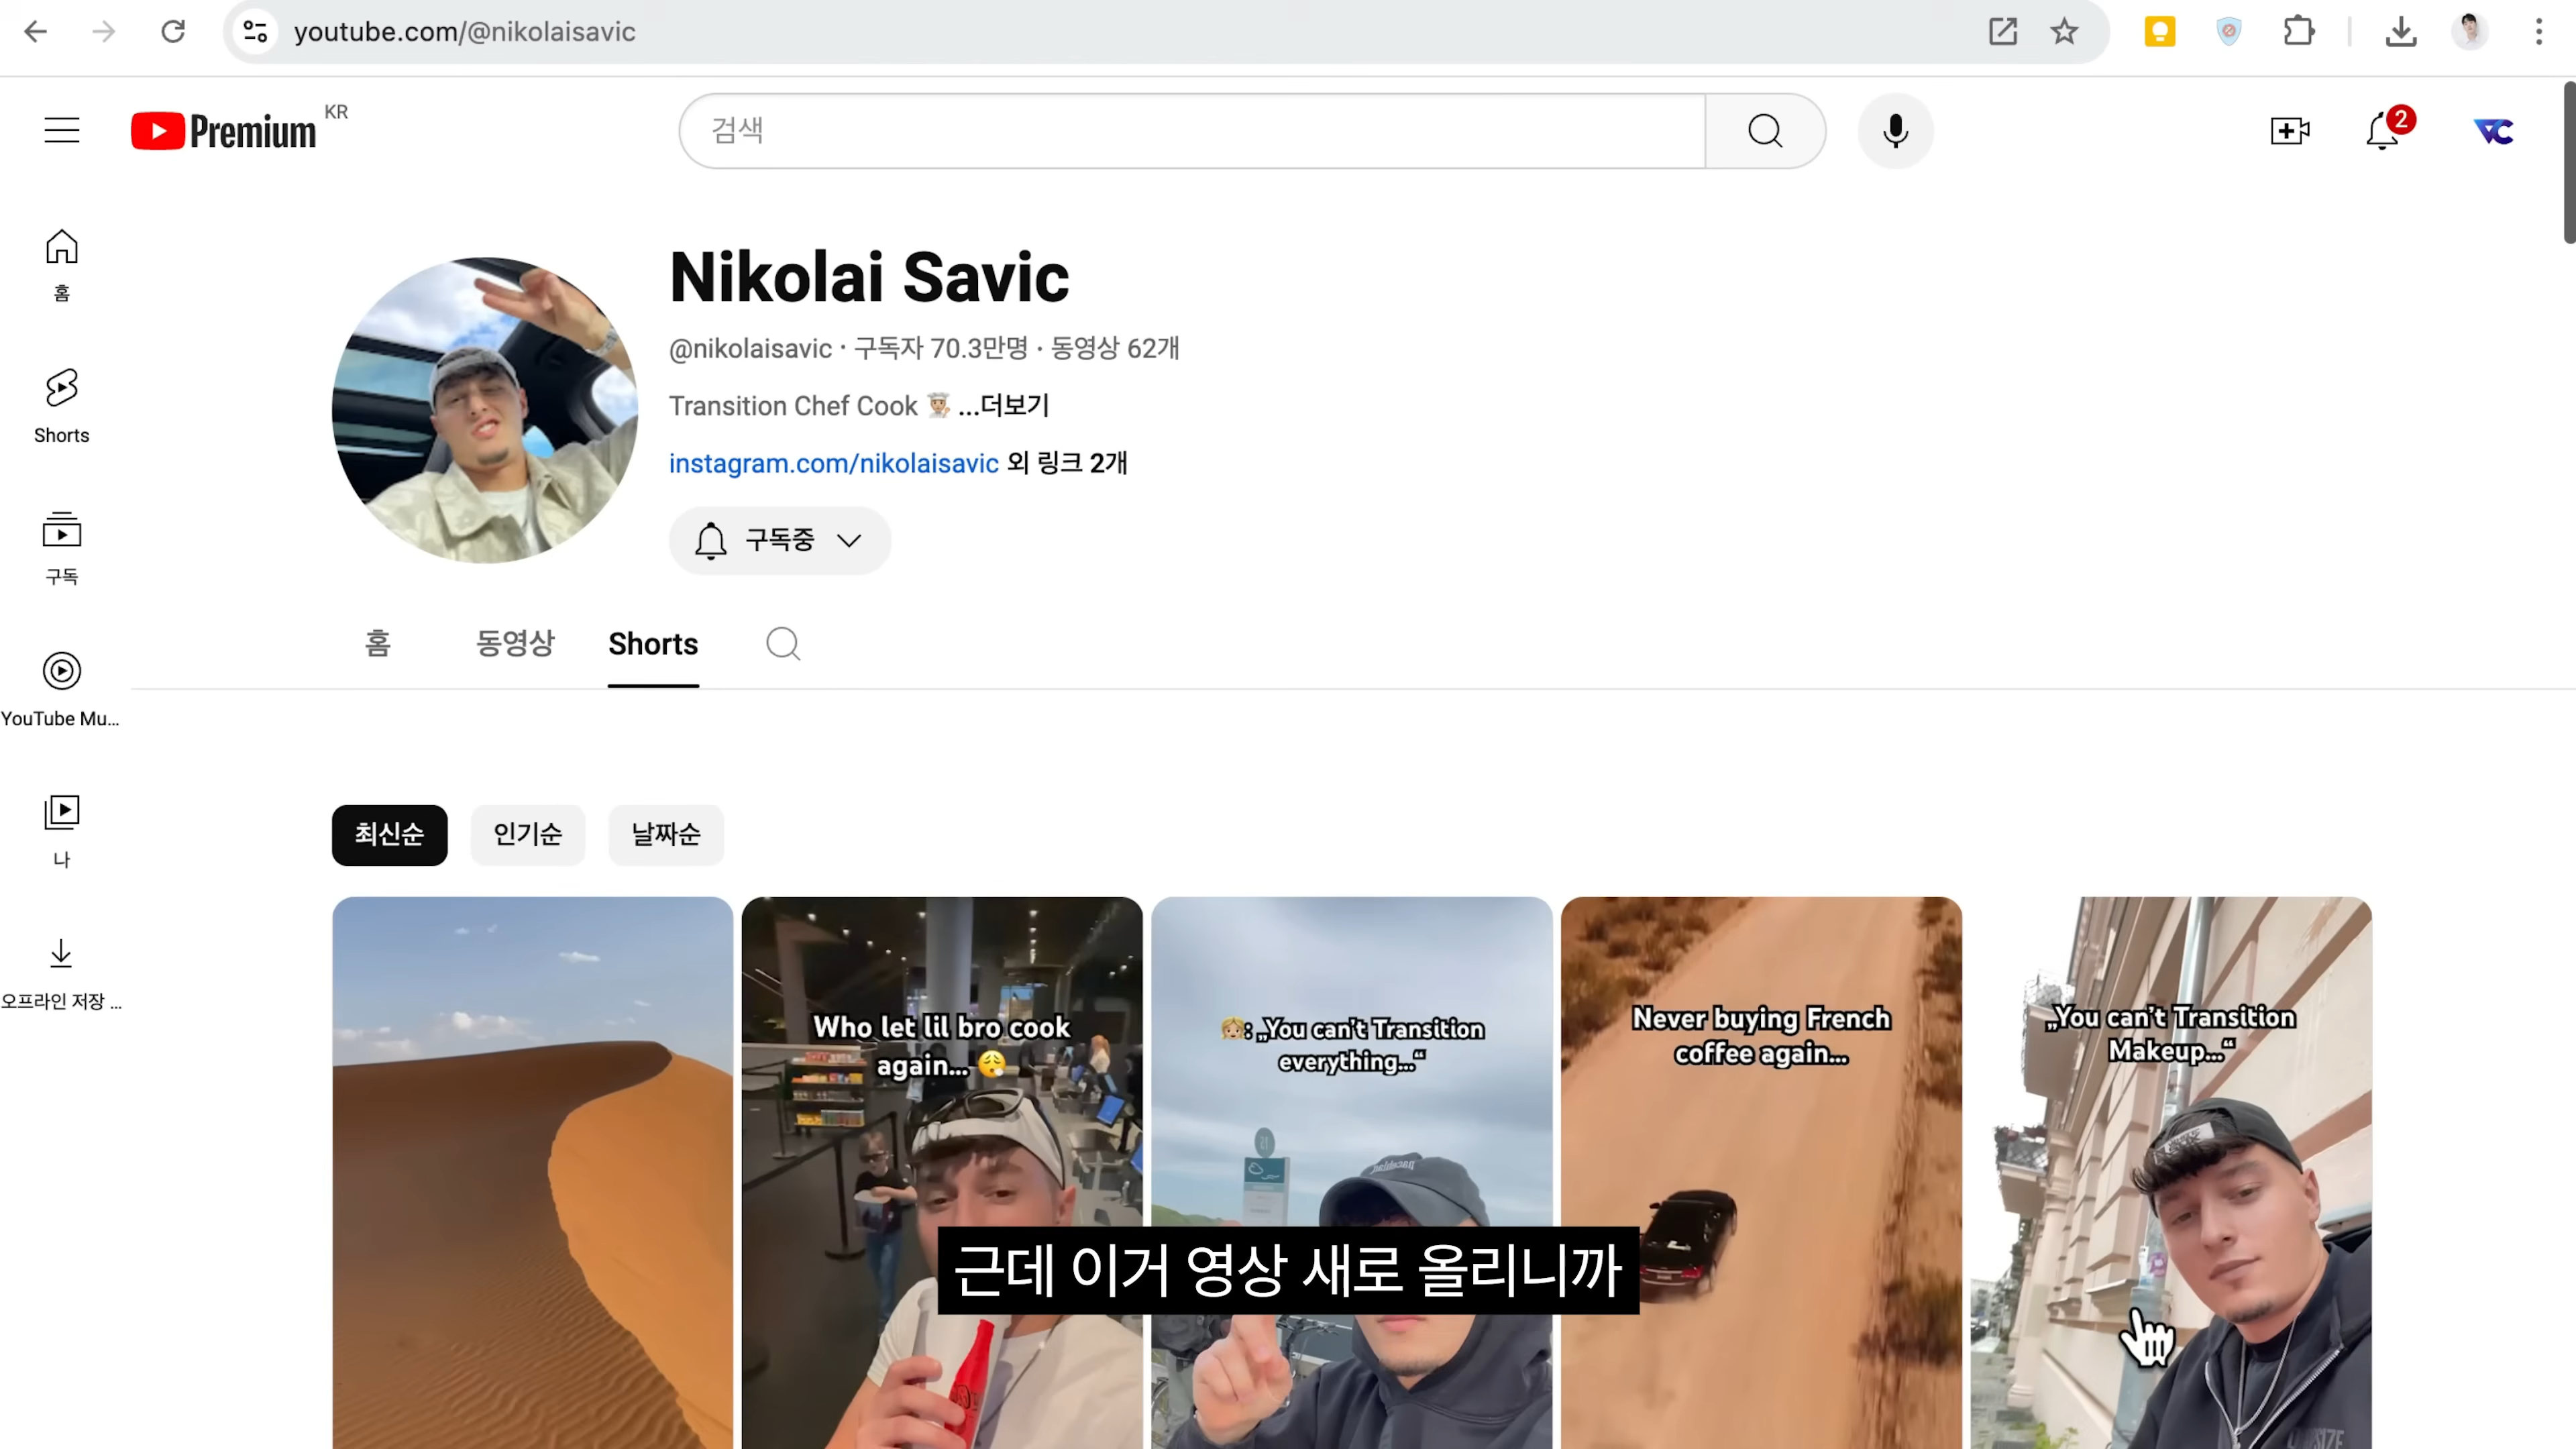 youtube.com/@nikolaisavic
Premium KR
검색
2
홈
Shorts
구독
YouTube Mu...
나
오프라인 저장 ...
Nikolai Savic
@nikolaisavic · 구독자 70.3만명 · 동영상 62개
Transition Chef Cook 👨🏼‍🍳 ...더보기
instagram.com/nikolaisavic 외 링크 2개
구독중
홈 동영상 Shorts
최신순 인기순 날짜순
Who let lil bro cook
again... 😮‍💨
👧🏼: „You can't Transition
everything...“
Never buying French
coffee again...
„You can't Transition
Makeup...“
근데 이거 영상 새로 올리니까